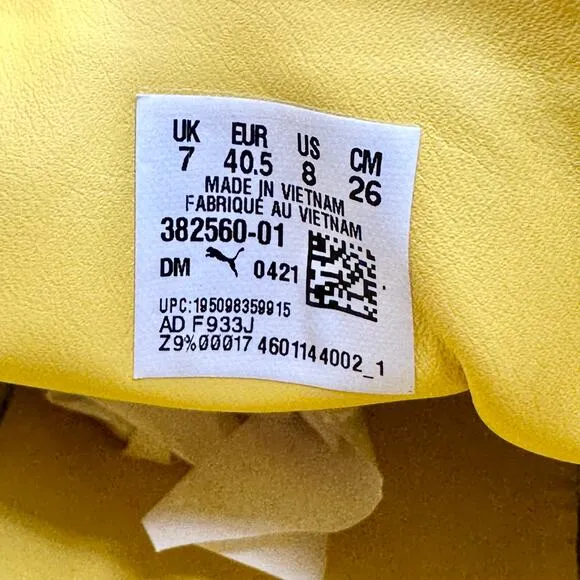 UK EUR US CM
7 40.5 8 26
MADE IN VIETNAM
FABRIQUÉ AU VIETNAM
382560-01
DM 0421
UPC:195098359915
AD F933J
Z9%00017 4601144002_1